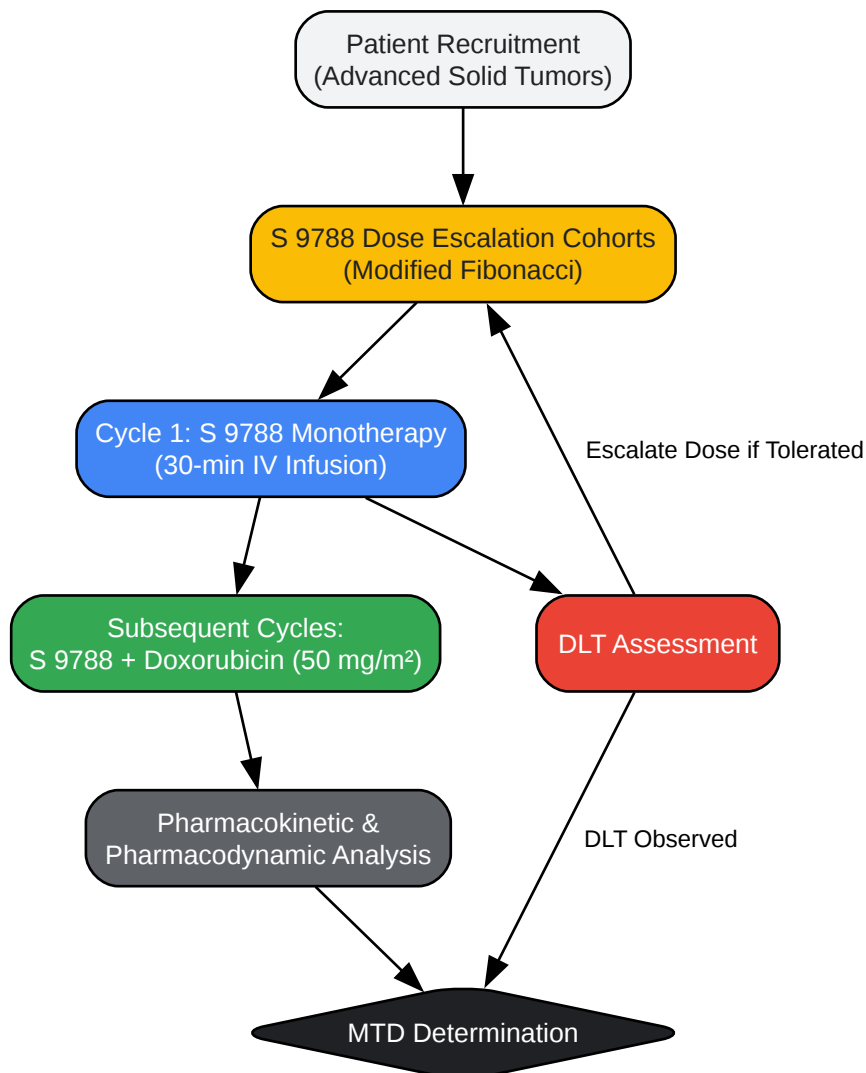 Patient Recruitment
(Advanced Solid Tumors)
S 9788 Dose Escalation Cohorts
(Modified Fibonacci)
Cycle 1: S 9788 Monotherapy
(30-min IV Infusion)
Escalate Dose if Tolerated
Subsequent Cycles:
S 9788 + Doxorubicin (50 mg/m²)
DLT Assessment
Pharmacokinetic &
Pharmacodynamic Analysis
DLT Observed
MTD Determination